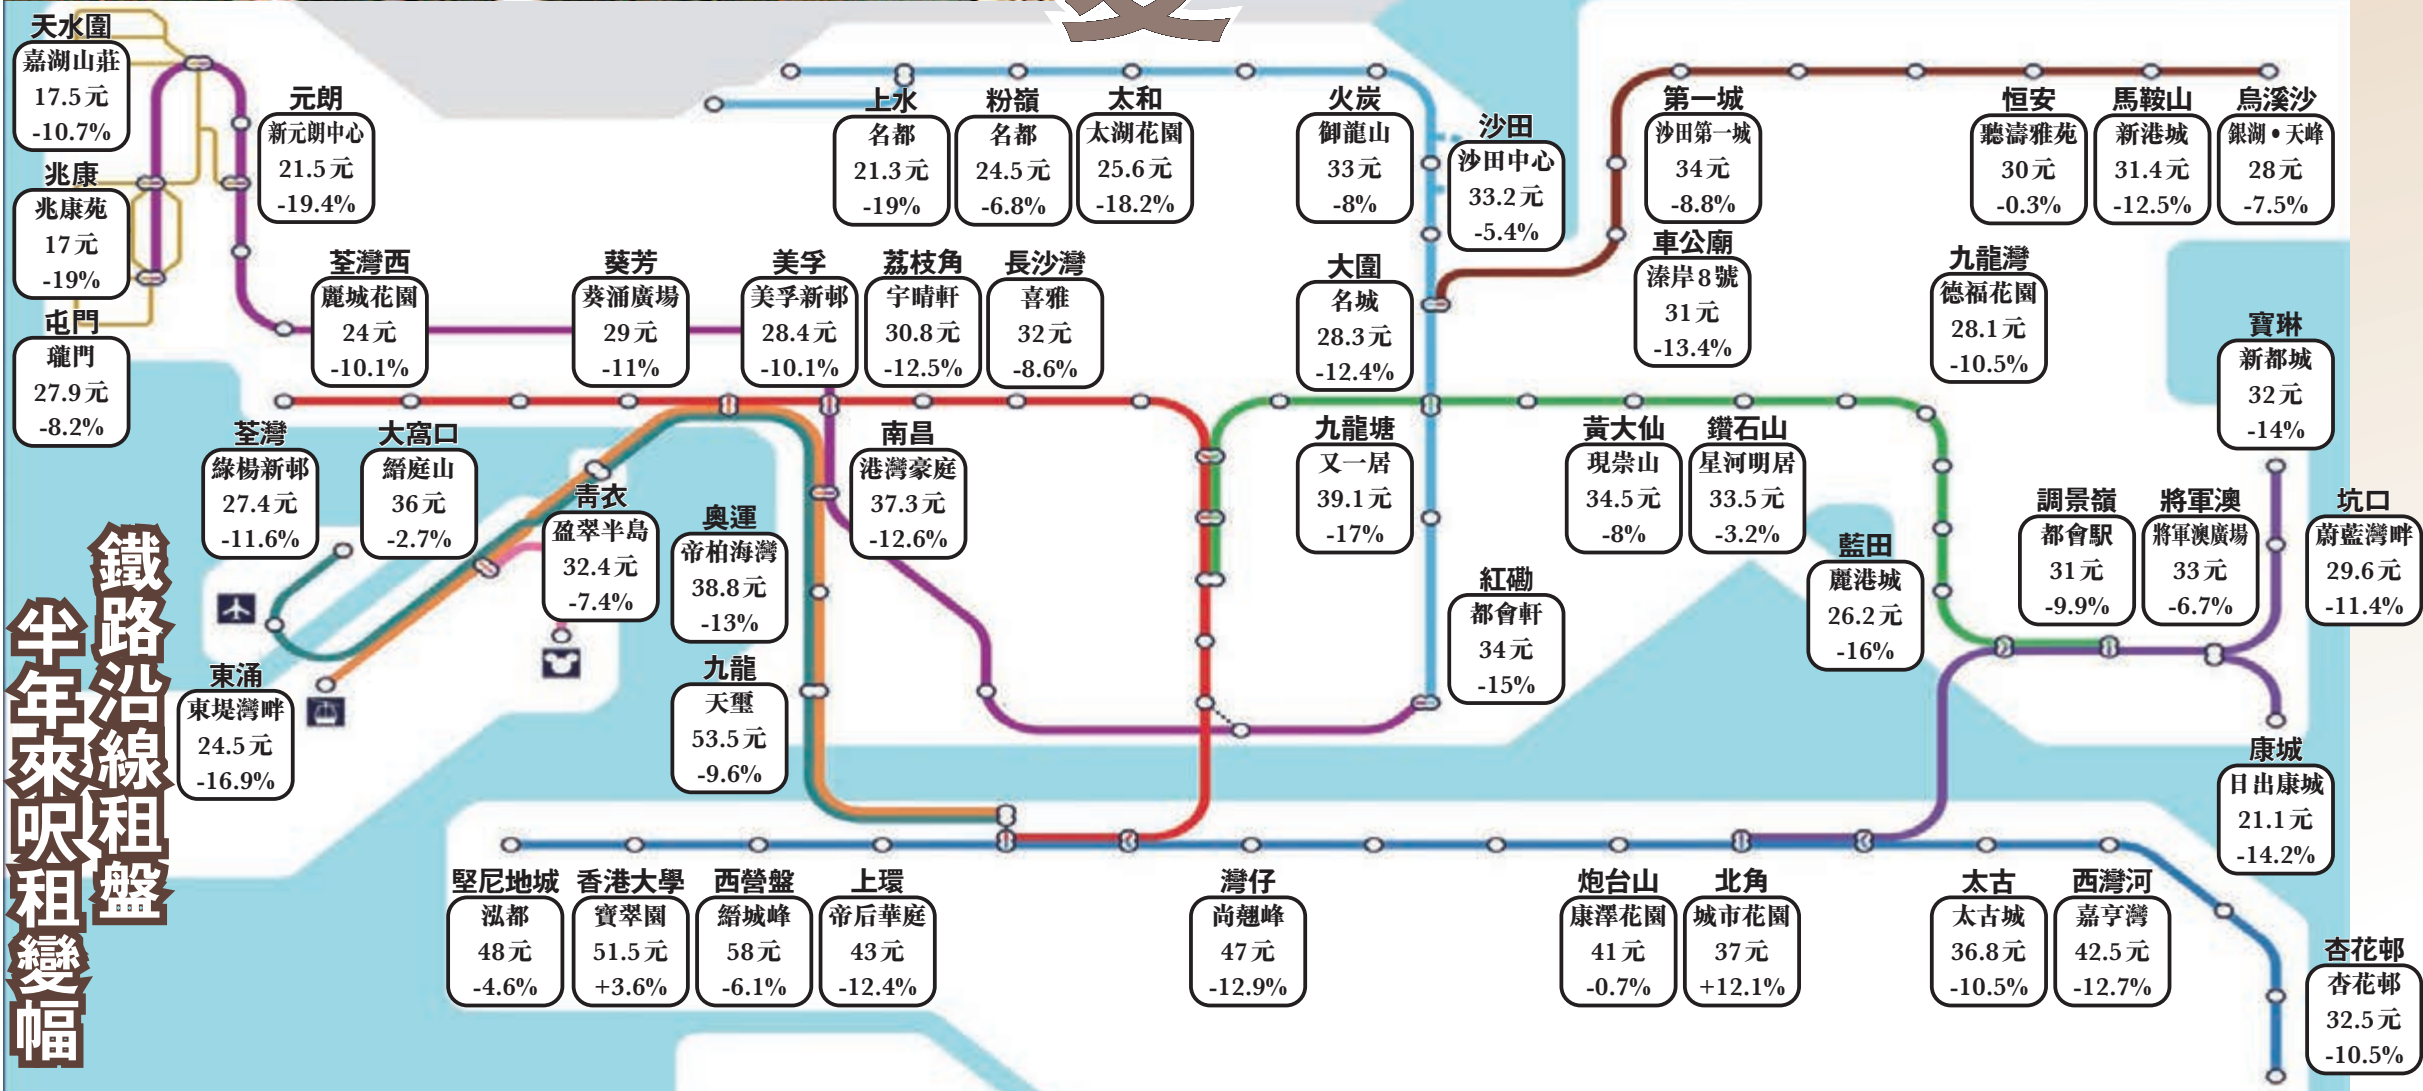 變
鐵路沿線租盤
半年來呎租變幅
天水圍
嘉湖山莊
17.5元
-10.7%
兆康
兆康苑
17元
-19%
屯門
瓏門
27.9元
-8.2%
元朗
新元朗中心
21.5元
-19.4%
上水
名都
21.3元
-19%
粉嶺
名都
24.5元
-6.8%
太和
太湖花園
25.6元
-18.2%
火炭
御龍山
33元
-8%
沙田
沙田中心
33.2元
-5.4%
第一城
沙田第一城
34元
-8.8%
恒安
聽濤雅苑
30元
-0.3%
馬鞍山
新港城
31.4元
-12.5%
烏溪沙
銀湖•天峰
28元
-7.5%
荃灣西
麗城花園
24元
-10.1%
葵芳
葵涌廣場
29元
-11%
美孚
美孚新邨
28.4元
-10.1%
荔枝角
宇晴軒
30.8元
-12.5%
長沙灣
喜雅
32元
-8.6%
大圍
名城
28.3元
-12.4%
車公廟
溱岸8號
31元
-13.4%
九龍灣
德福花園
28.1元
-10.5%
寶琳
新都城
32元
-14%
荃灣
綠楊新邨
27.4元
-11.6%
大窩口
縉庭山
36元
-2.7%
青衣
盈翠半島
32.4元
-7.4%
奧運
帝柏海灣
38.8元
-13%
南昌
港灣豪庭
37.3元
-12.6%
九龍塘
又一居
39.1元
-17%
黃大仙
現崇山
34.5元
-8%
鑽石山
星河明居
33.5元
-3.2%
藍田
麗港城
26.2元
-16%
調景嶺
都會駅
31元
-9.9%
將軍澳
將軍澳廣場
33元
-6.7%
坑口
蔚藍灣畔
29.6元
-11.4%
紅磡
都會軒
34元
-15%
東涌
東堤灣畔
24.5元
-16.9%
九龍
天璽
53.5元
-9.6%
康城
日出康城
21.1元
-14.2%
堅尼地城
泓都
48元
-4.6%
香港大學
寶翠園
51.5元
+3.6%
西營盤
縉城峰
58元
-6.1%
上環
帝后華庭
43元
-12.4%
灣仔
尚翹峰
47元
-12.9%
炮台山
康澤花園
41元
-0.7%
北角
城市花園
37元
+12.1%
太古
太古城
36.8元
-10.5%
西灣河
嘉亨灣
42.5元
-12.7%
杏花邨
杏花邨
32.5元
-10.5%